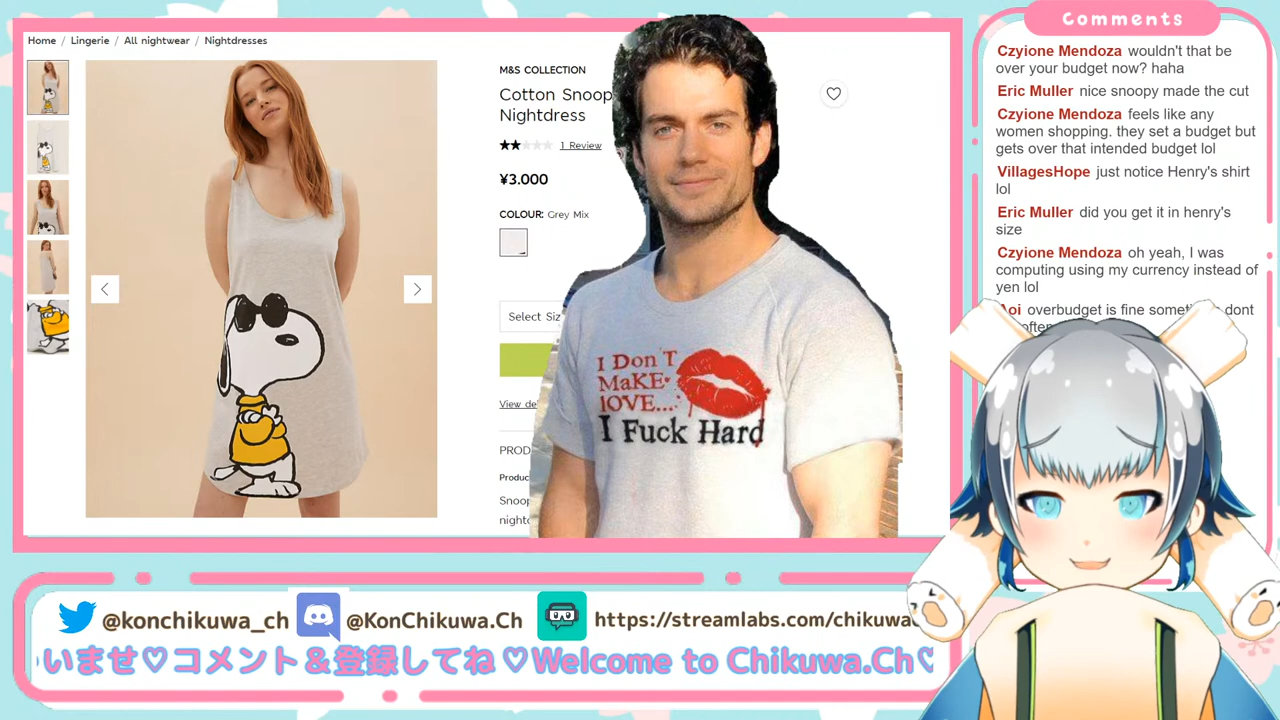 Home / Lingerie / All nightwear / Nightdresses
M&S COLLECTION
Cotton Snoop
Nightdress
1 Review
¥3.000
COLOUR: Grey Mix
Select Siz
View de
PROD
Produc
Snoop
nightd
I Don'T
MaKE
lOVE...
I Fuck Hard
Comments
Czyione Mendoza wouldn't that be
over your budget now? haha
Eric Muller nice snoopy made the cut
Czyione Mendoza feels like any
women shopping. they set a budget but
gets over that intended budget lol
VillagesHope just notice Henry's shirt
lol
Eric Muller did you get it in henry's
size
Czyione Mendoza oh yeah, I was
computing using my currency instead of
yen lol
Aoi overbudget is fine dont
often
@konchikuwa_ch
@KonChikuwa.Ch
https://streamlabs.com/chikuwa
いませ♡コメント&登録してね♡Welcome to Chikuwa.Ch♡